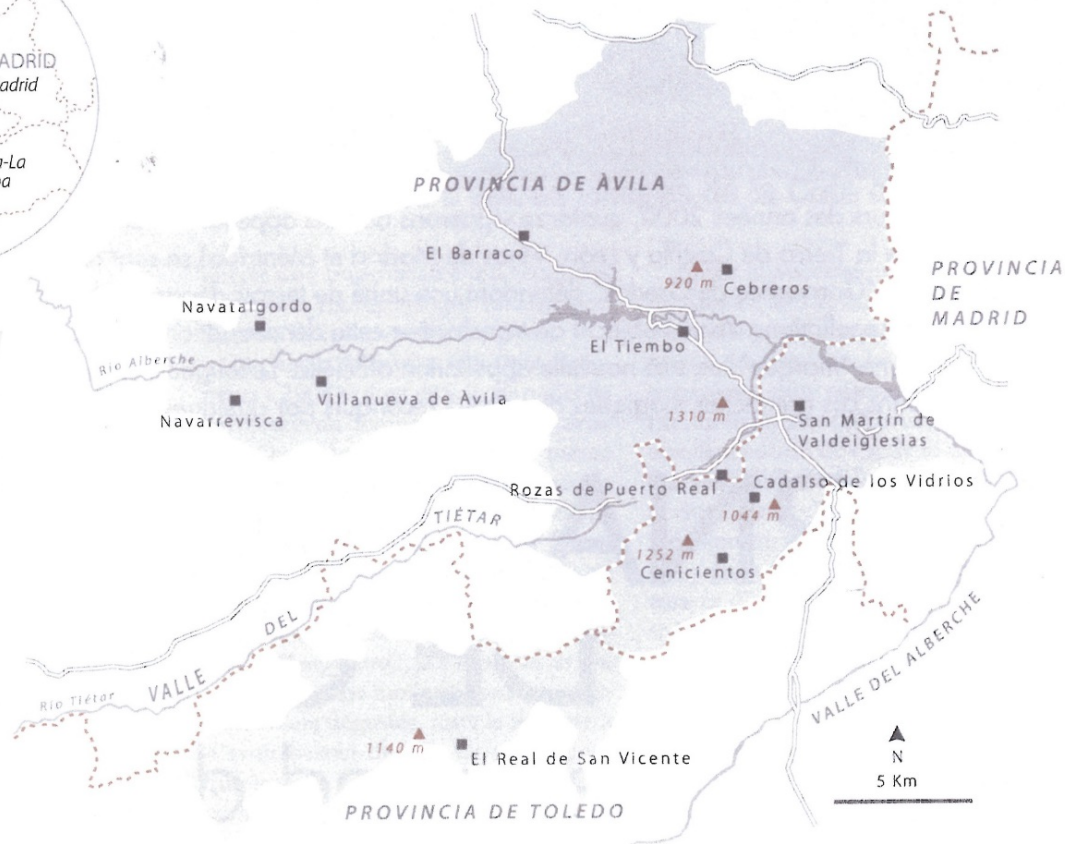 ADRID
adrid
n-La
PROVINCIA DE ÀVILA
El Barraco
920 m
Cebreros
PROVINCIA
DE
MADRID
Navatalgordo
El Tiembo
Rio Alberche
Villanueva de Àvila
Navarrevisca
1310 m
San Martín de
Valdeiglesias
Rozas de Puerto Real
Cadalso de los Vidrios
1044 m
TIÉTAR
1252 m
Cenicientos
DEL
VALLE
Rio Tiétar
VALLE DEL ALBERCHE
1140 m
El Real de San Vicente
N
5 Km
PROVINCIA DE TOLEDO